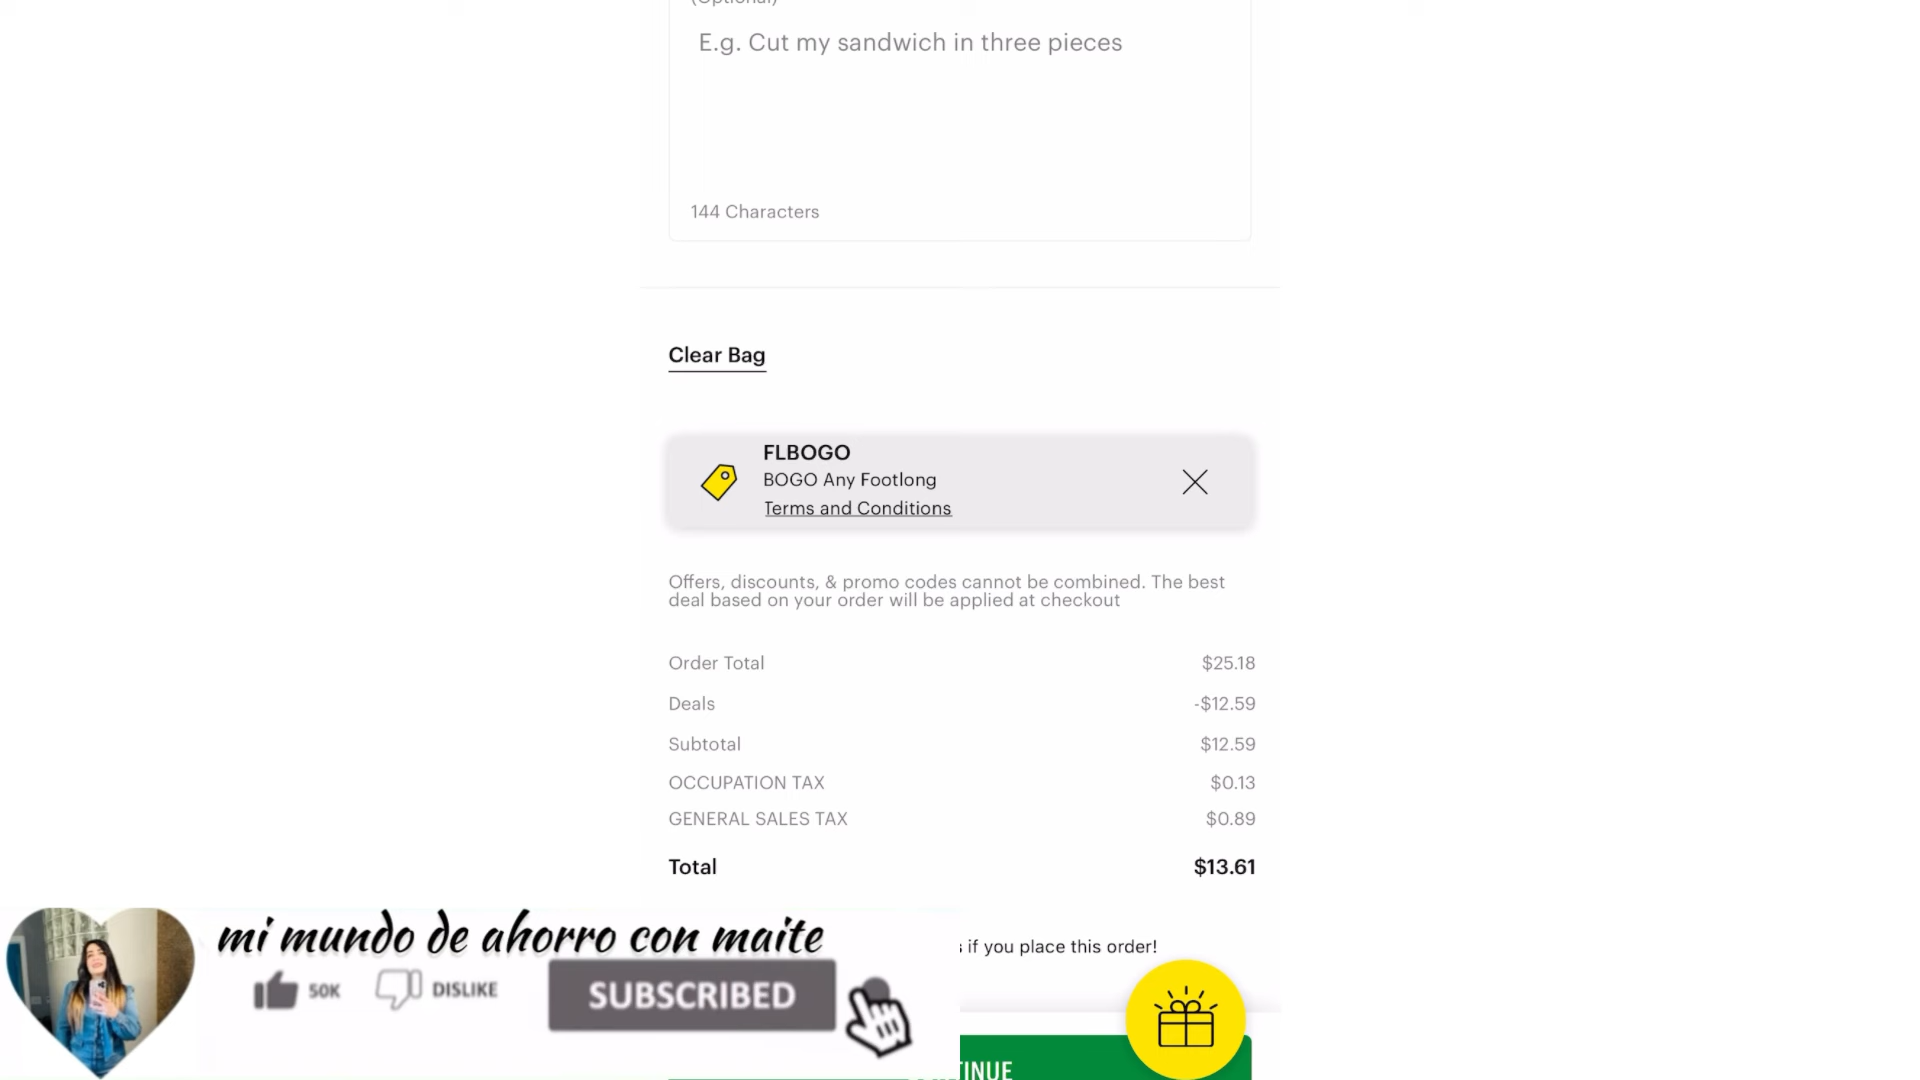 E.g. Cut my sandwich in three pieces
144 Characters
Clear Bag
FLBOGO
BOGO Any Footlong
Terms and Conditions
Offers, discounts, & promo codes cannot be combined. The best
deal based on your order will be applied at checkout
Order Total $25.18
Deals -$12.59
Subtotal $12.59
OCCUPATION TAX $0.13
GENERAL SALES TAX $0.89
Total $13.61
mi mundo de ahorro con maite
if you place this order!
50K DISLIKE SUBSCRIBED